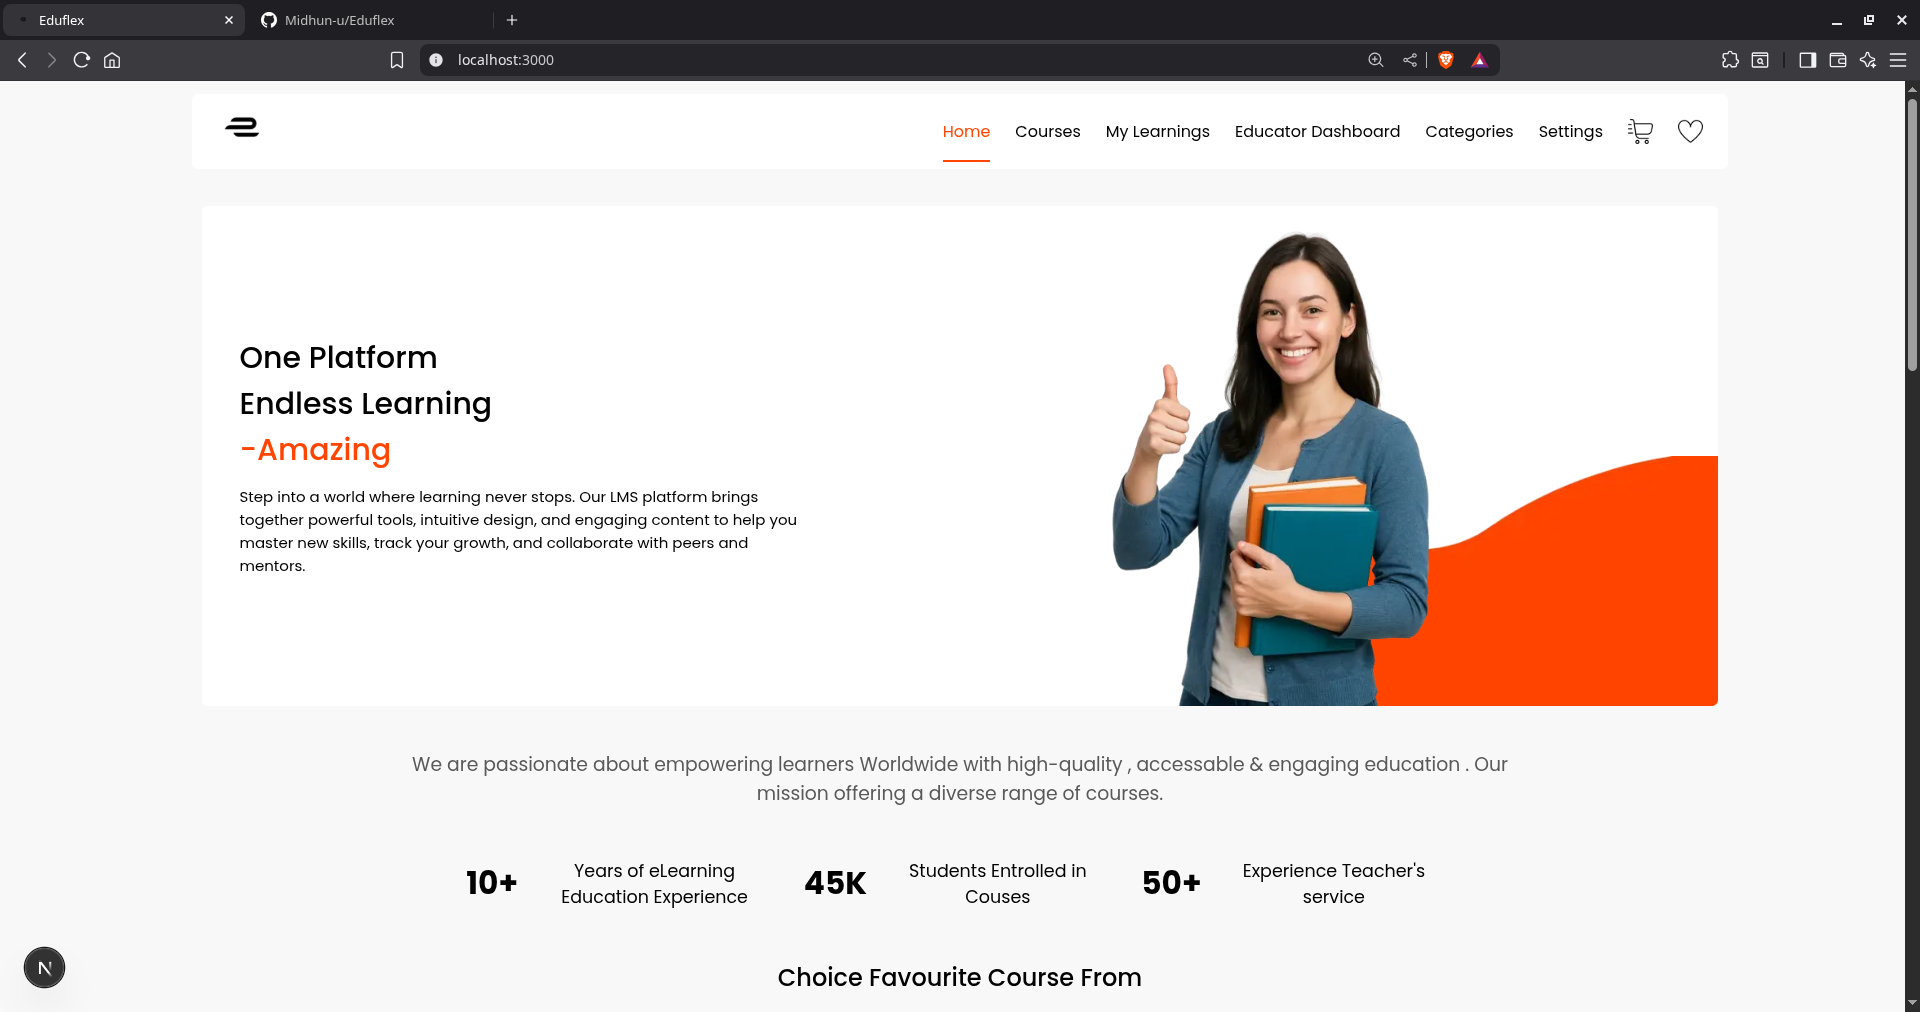 Eduflex
Midhun-u/Eduflex
localhost:3000
Home Courses My Learnings Educator Dashboard Categories Settings
One Platform
Endless Learning
-Amazing
Step into a world where learning never stops. Our LMS platform brings
together powerful tools, intuitive design, and engaging content to help you
master new skills, track your growth, and collaborate with peers and
mentors.
We are passionate about empowering learners Worldwide with high-quality , accessable & engaging education . Our
mission offering a diverse range of courses.
10+
Years of eLearning
Education Experience
45K
Students Enrolled in
Couses
50+
Experience Teacher's
service
N
Choice Favourite Course From